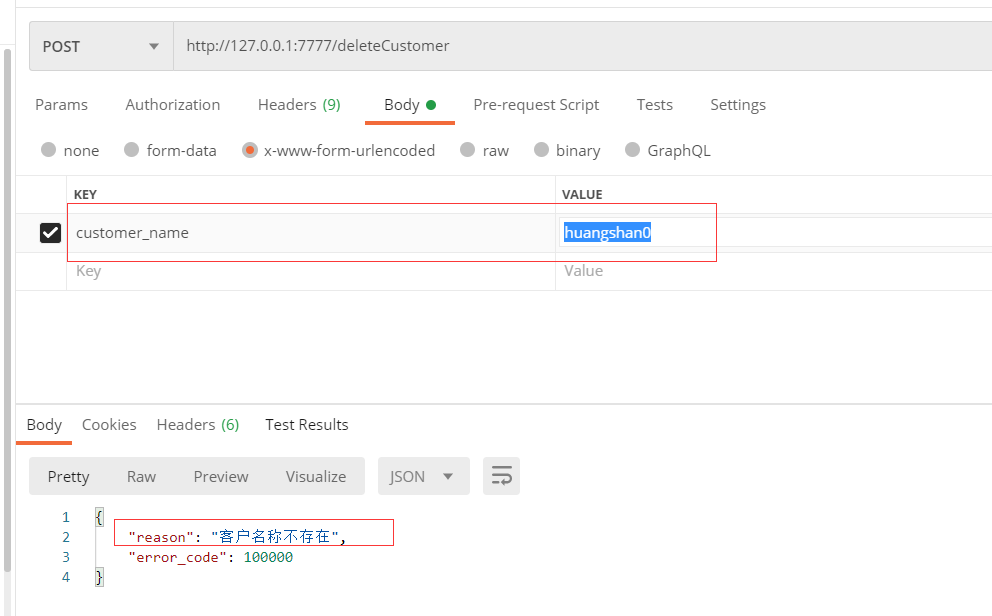 POST http://127.0.0.1:7777/deleteCustomer
Params Authorization Headers (9) Body Pre-request Script Tests Settings
none form-data x-www-form-urlencoded raw binary GraphQL
KEY VALUE
customer_name huangshan0
Key Value
Body Cookies Headers (6) Test Results
Pretty Raw Preview Visualize JSON
1 {
2 "reason": "客户名称不存在",
3 "error_code": 100000
4 }